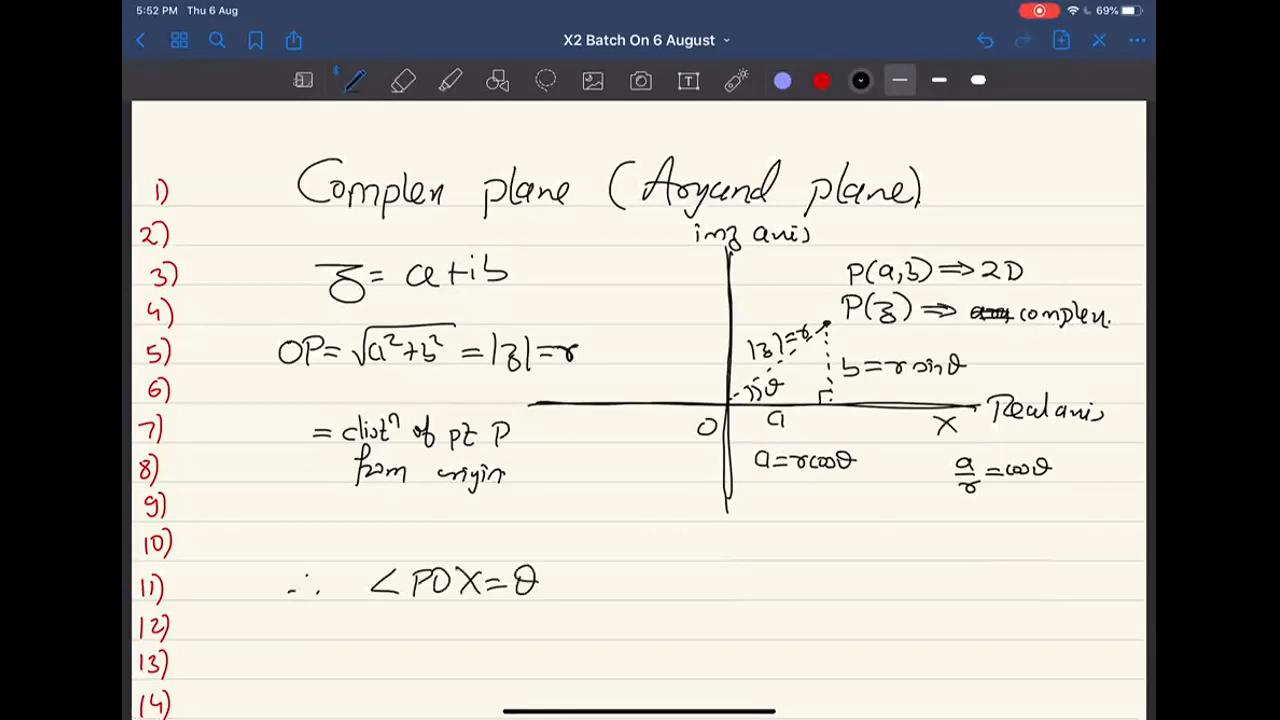 5:52 PM Thu 6 Aug 69%
X2 Batch On 6 August
1) Complex plane (Argand plane)
2) img axis
3) z = a+ib P(a,b) ⇒ 2D
4) P(z) ⇒ complex.
5) OP = √a²+b² = |z| = r |z|=r b = r sinθ
6) θ
7) = distⁿ of pt P O a X Real axis
8) from origin a = r cosθ a/r = cosθ
9)
10)
11) ∴ ∠POX = θ
12)
13)
14)